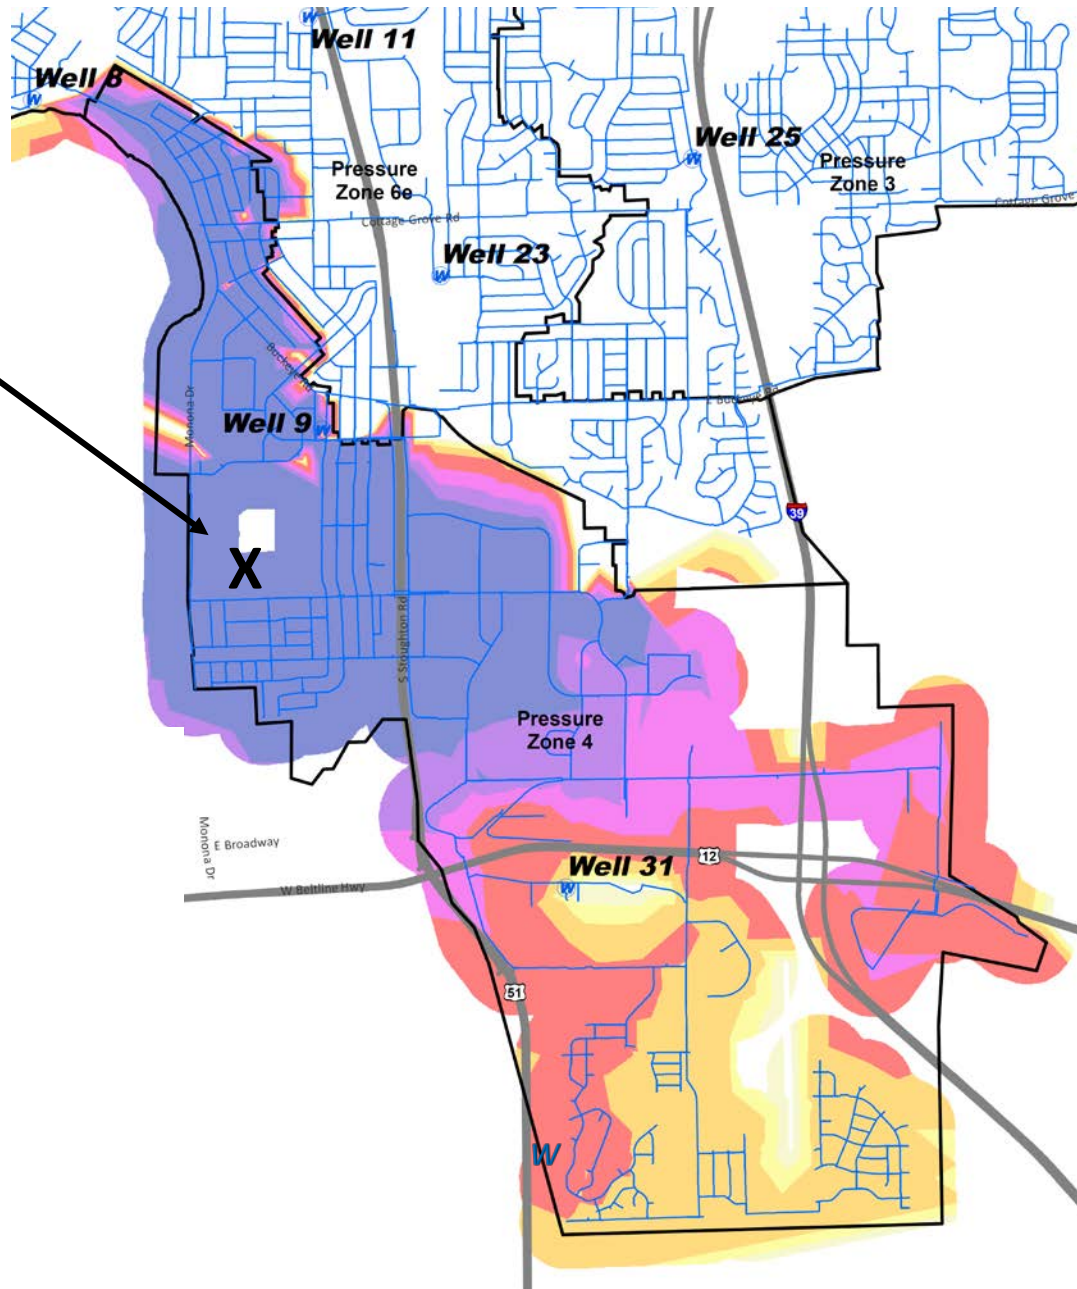 Well 11
Well 8
W
W
Well 25
W
Pressure
Zone 6e
Pressure
Zone 3
Cottage Grove
Cottage Grove Rd
Well 23
W
Buckeye Rd
E Buckeye Rd
Monona Dr
Well 9
W
39
X
S Stoughton Rd
Pressure
Zone 4
Monona Dr
E Broadway
12
Well 31
W
W Beltline Hwy
51
W